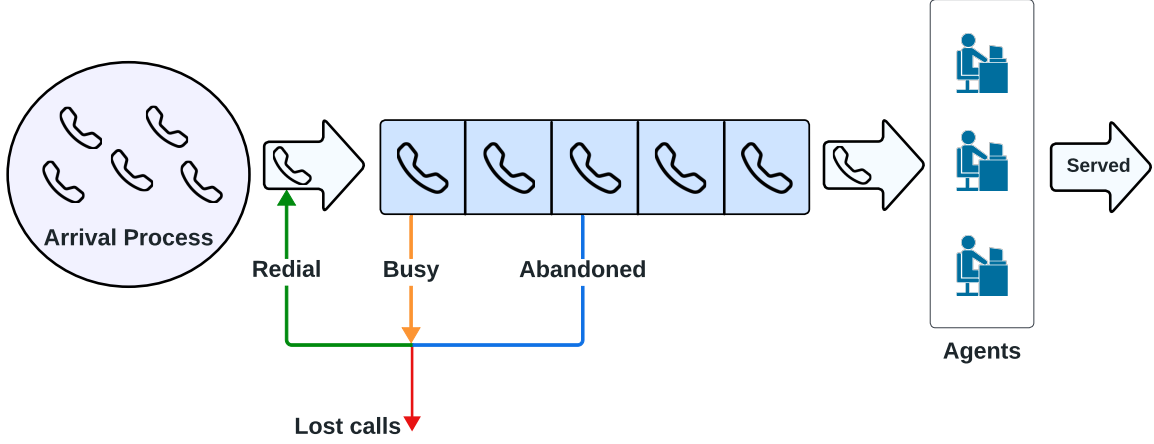 Served
Arrival Process
Redial
Busy
Abandoned
Agents
Lost calls